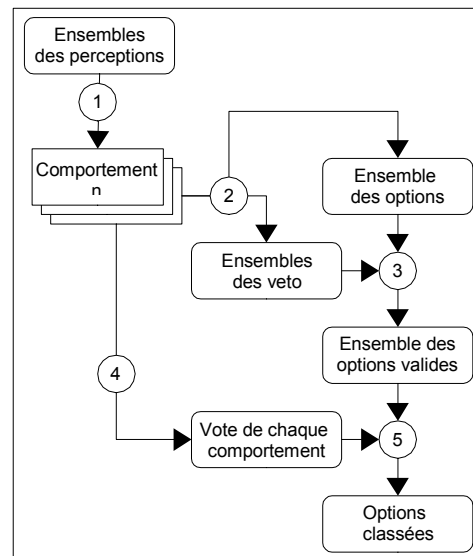 Ensembles
des perceptions
1
Comportement
n
2
Ensemble
des options
Ensembles
des veto
3
Ensemble des
options valides
4
Vote de chaque
comportement
5
Options
classées